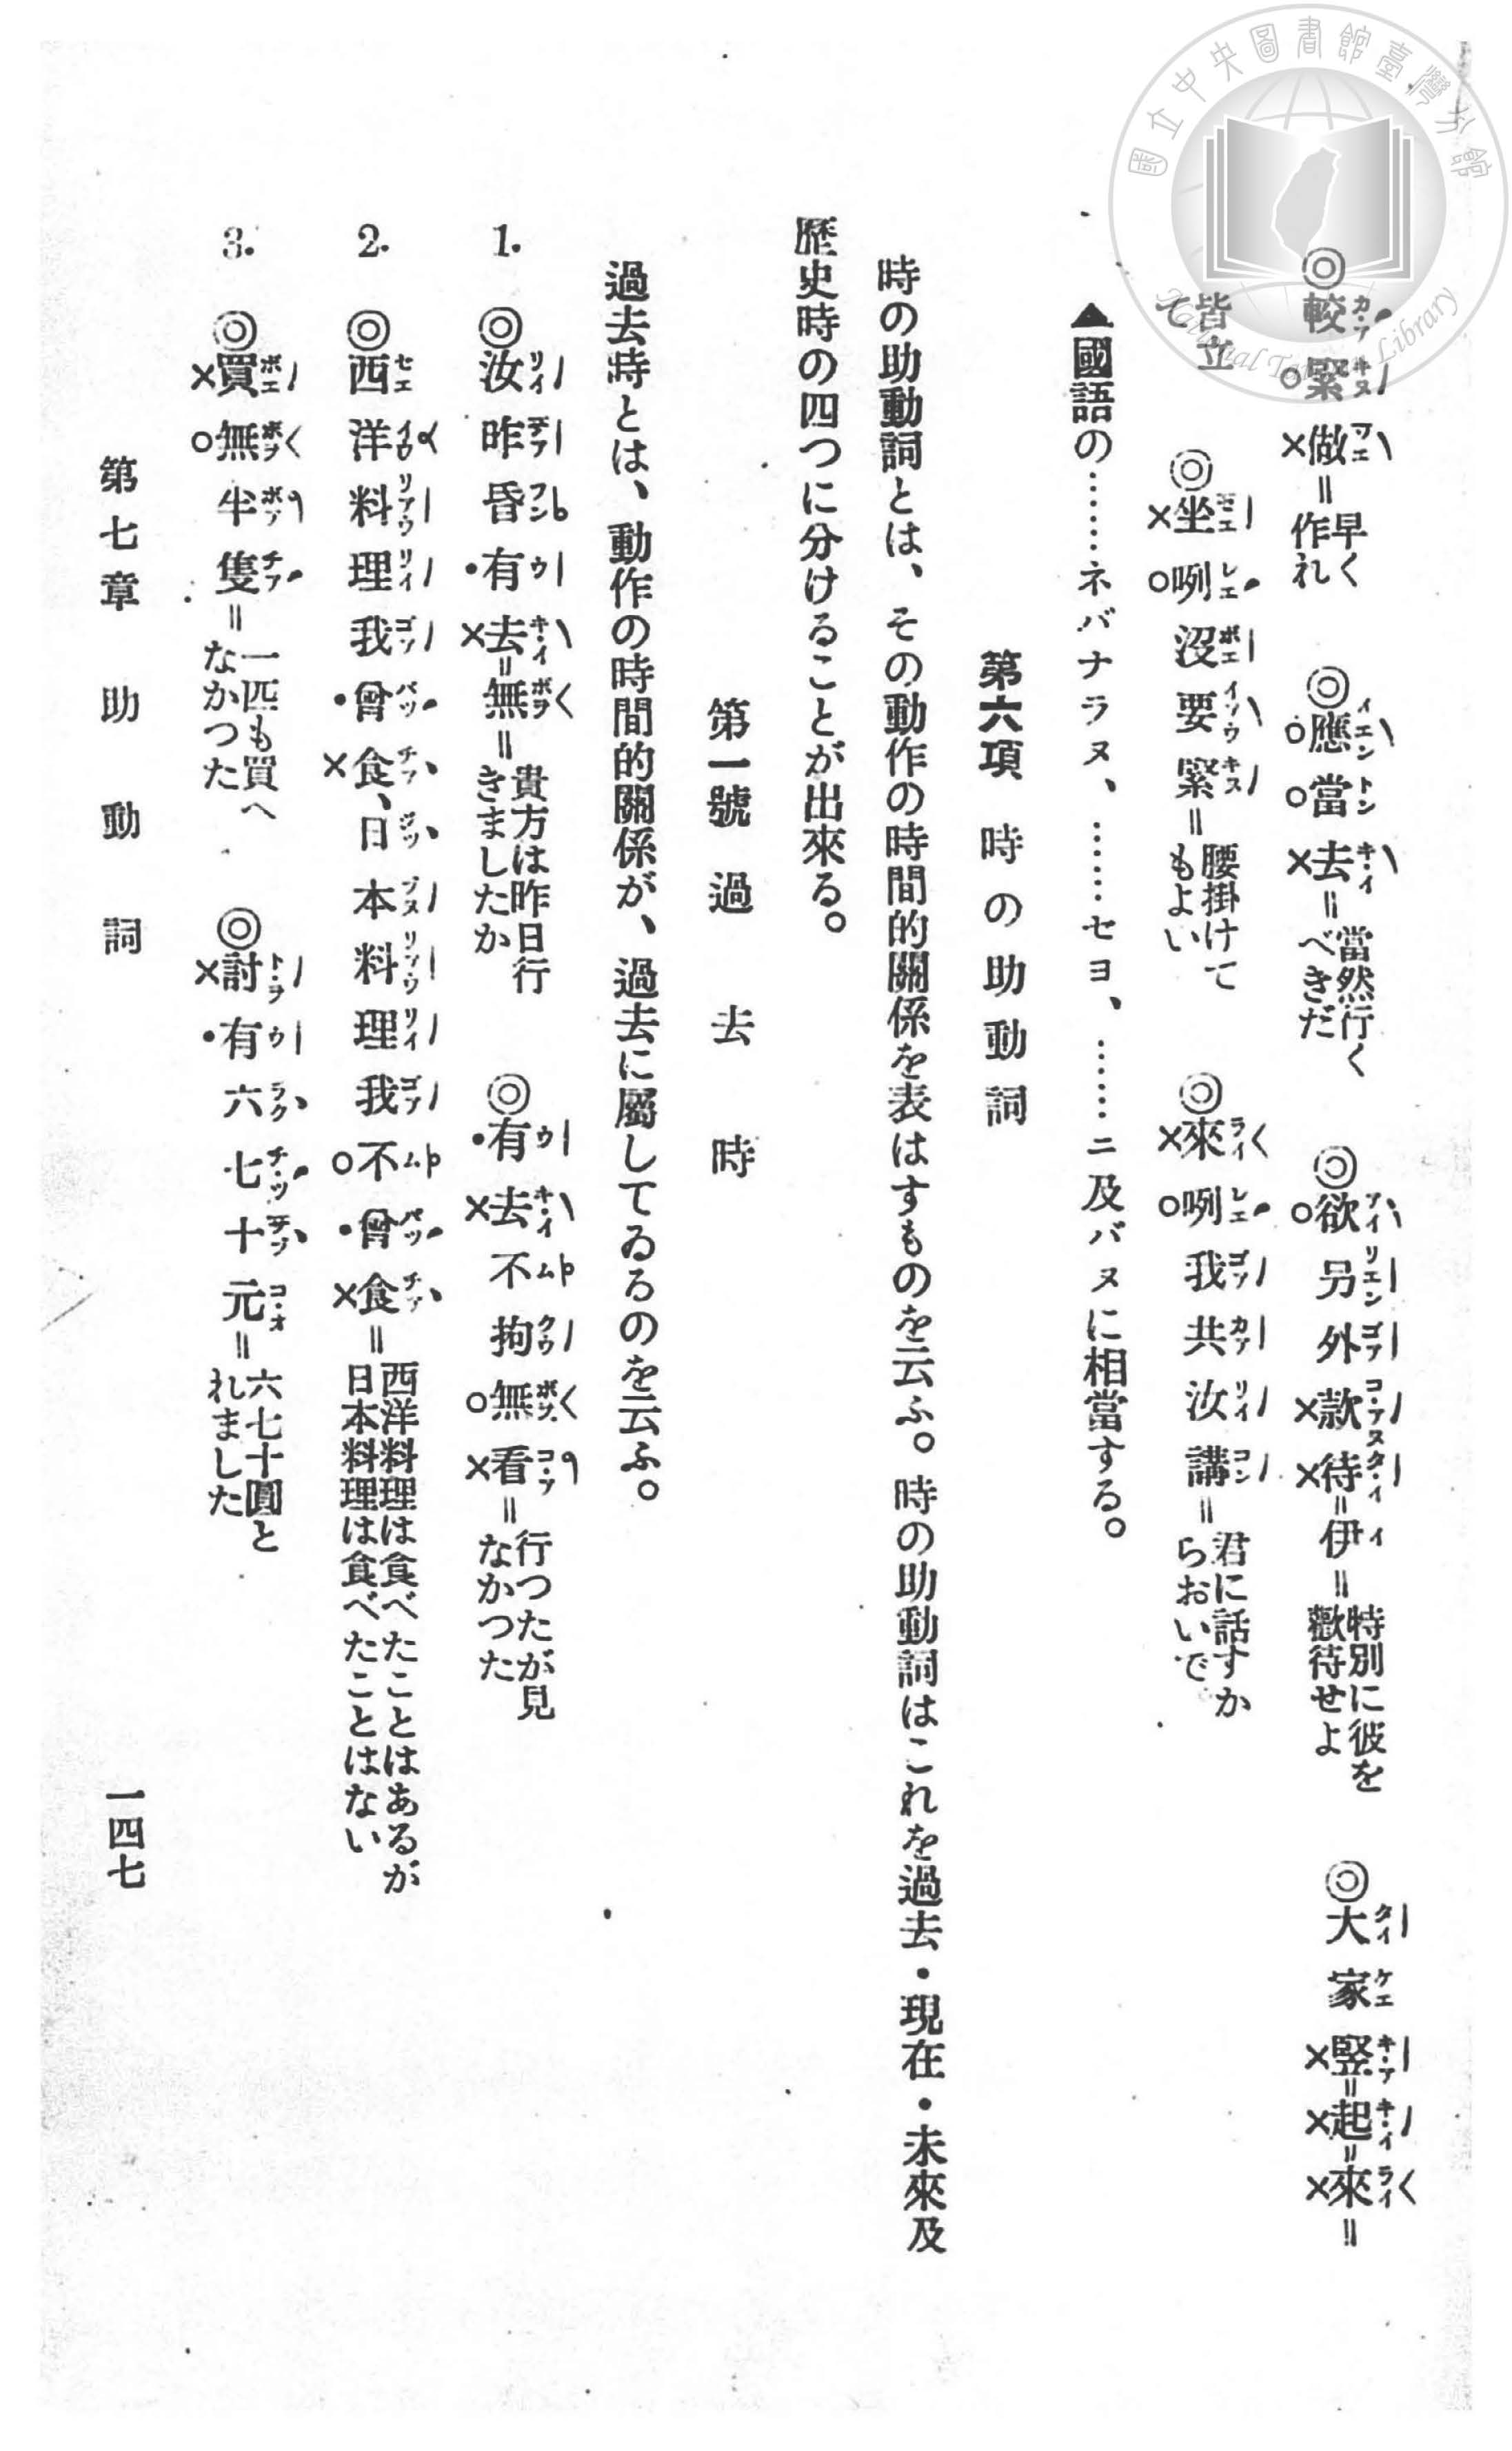 ◎較緊做=早く作れ　◎應當去=當然行くべきだ　◎欲另外款待=伊=特別に彼を歡待せよ　◎大家竪=起=來=
皆立て　◎坐咧沒要緊=腰掛けてもよい　◎來咧我共汝講=君に話すからおいで
▲國語の……ネバナラヌ、……セヨ、……ニ及バヌに相當する。
第六項　時の助動詞
時の助動詞とは、その動作の時間的關係を表はすものを云ふ。時の助動詞はこれを過去・現在・未來及
歷史時の四つに分けることが出來る。
第一號　過去時
過去時とは、動作の時間的關係が、過去に屬してゐるのを云ふ。
1. ◎汝昨昏有去=無=貴方は昨日行きましたか　◎有去不拘無看=行つたが見なかつた
2. ◎西洋料理我曾食、日本料理我不曾食=西洋料理は食べたことはあるが日本料理は食べたことはない
3. ◎買無半隻=一匹も買へなかつた　◎討有六七十元=六七十圓とれました
第七章　助動詞
一四七
國立中央圖書館臺灣分館
National Taiwan Library